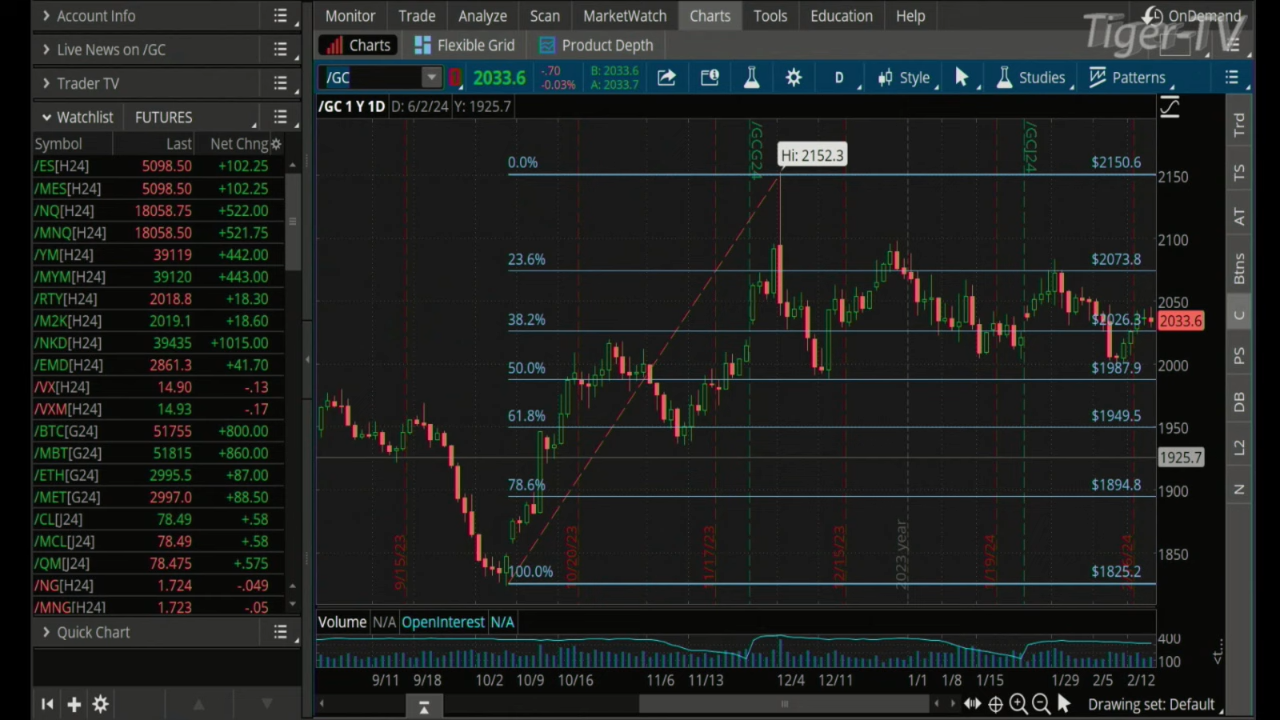 Account Info
Monitor Trade Analyze Scan MarketWatch Charts Tools Education Help OnDemand
Tiger-TV
Live News on /GC
Charts Flexible Grid Product Depth
Trader TV
/GC 2033.6 -.70 -0.03% B: 2033.6 A: 2033.7 D Style Studies Patterns
Watchlist FUTURES
/GC 1 Y 1D D: 6/2/24 Y: 1925.7
Symbol Last Net Chng
/ES[H24] 5098.50 +102.25
/MES[H24] 5098.50 +102.25
/NQ[H24] 18058.75 +522.00
/MNQ[H24] 18058.50 +521.75
/YM[H24] 39119 +442.00
/MYM[H24] 39120 +443.00
/RTY[H24] 2018.8 +18.30
/M2K[H24] 2019.1 +18.60
/NKD[H24] 39435 +1015.00
/EMD[H24] 2861.3 +41.70
/VX[H24] 14.90 -.13
/VXM[H24] 14.93 -.17
/BTC[G24] 51755 +800.00
/MBT[G24] 51815 +860.00
/ETH[G24] 2995.5 +87.00
/MET[G24] 2997.0 +88.50
/CL[J24] 78.49 +.58
/MCL[J24] 78.49 +.58
/QM[J24] 78.475 +.575
/NG[H24] 1.724 -.049
/MNG[H24] 1.723 -.05
Quick Chart
/GCG24
/GCJ24
Hi: 2152.3
0.0% $2150.6
23.6% $2073.8
38.2% $2026.3
50.0% $1987.9
61.8% $1949.5
78.6% $1894.8
100.0% $1825.2
2150
2100
2050
2033.6
2000
1950
1925.7
1900
1850
9/15/23
10/20/23
11/17/23
12/15/23
2023 year
1/19/24
Trd
TS
AT
Btns
C
PS
DB
L2
N
Volume N/A OpenInterest N/A
400
100
<t...
9/11 9/18 10/2 10/9 10/16 11/6 11/13 12/4 12/11 1/1 1/8 1/15 1/29 2/5 2/12
Drawing set: Default